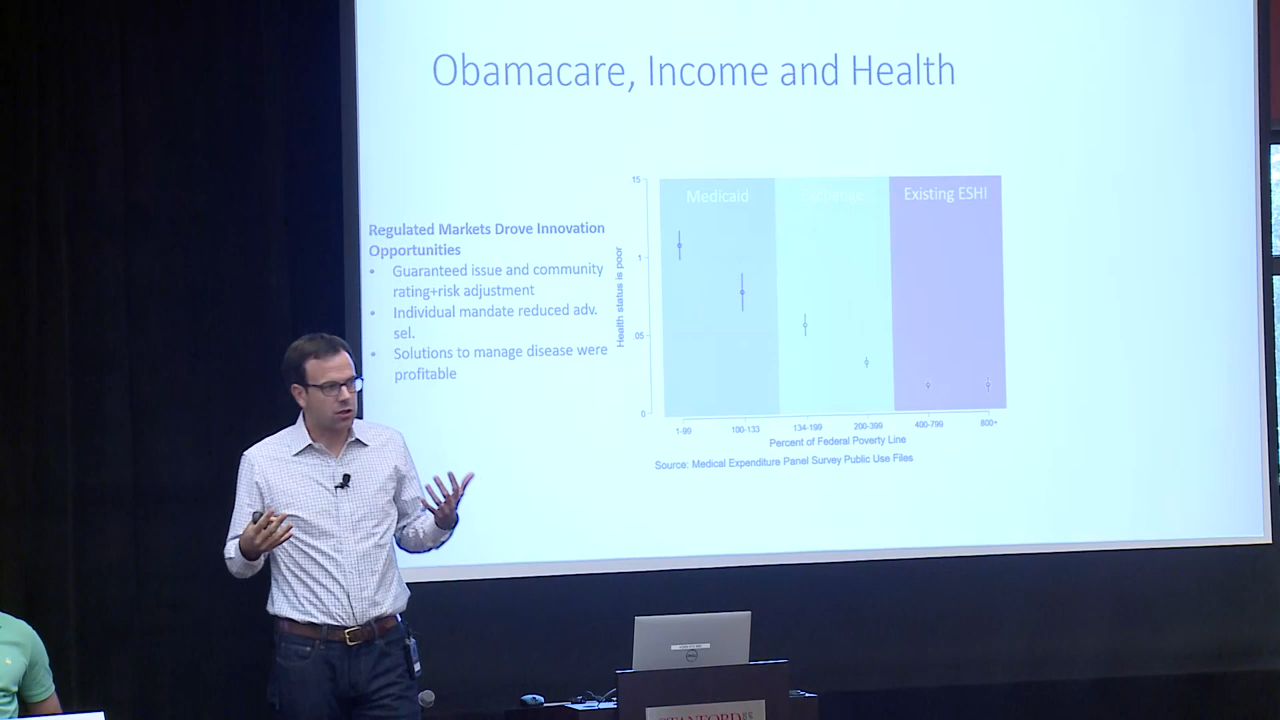 Obamacare, Income and Health
Regulated Markets Drove Innovation
Opportunities
• Guaranteed issue and community
rating+risk adjustment
• Individual mandate reduced adv.
sel.
• Solutions to manage disease were
profitable
Medicaid
Exchange
Existing ESHI
Health status is poor
15
1
05
0
1-99
100-133
134-199
200-399
400-799
800+
Percent of Federal Poverty Line
Source: Medical Expenditure Panel Survey Public Use Files
DELL
STANFORD